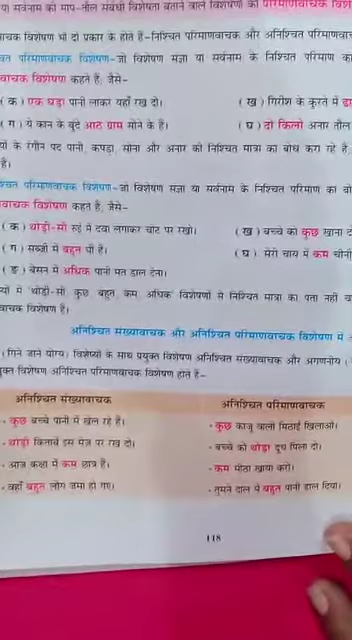 या सर्वनाम की माप-तौल संबंधी विशेषता बताने वाले विशेषणों को परिमाणवाचक विशे
वाचक विशेषण भी दो प्रकार के होते हैं-निश्चित परिमाणवाचक और अनिश्चित परिमाणवा
परिमाणवाचक विशेषण-जो विशेषण संज्ञा या सर्वनाम के निश्चित परिमाण का
वाचक विशेषण कहते हैं; जैसे-
(क) एक घड़ा पानी लाकर यहाँ रख दो।
(ख) गिरीश के कुरते में
(ग) ये कान के बुंदे आठ ग्राम सोने के हैं।
(घ) दो किलो अनार तौल
के रंगीन पद पानी, कपड़ा, सोना और अनार की निश्चित मात्रा का बोध करा रहे हैं
हैं।
परिमाणवाचक विशेषण-जो विशेषण संज्ञा या सर्वनाम के निश्चित परिमाण का बो
वाचक विशेषण कहते हैं; जैसे-
(क) थोड़ी-सी रुई में दवा लगाकर चोट पर रखो।
(ख) बच्चे को कुछ खाना द
(ग) सब्जी में बहुत घी है।
(घ) मेरी चाय में कम चीनी
(ङ) बेसन में अधिक पानी मत डाल देना।
में 'थोड़ी-सी, कुछ, बहुत, कम, अधिक' विशेषणों से निश्चित मात्रा का पता नहीं च
वाचक विशेषण हैं।
अनिश्चित संख्यावाचक और अनिश्चित परिमाणवाचक विशेषण में
(गिने जाने योग्य) विशेष्यों के साथ प्रयुक्त विशेषण अनिश्चित संख्यावाचक और अगणनीय (
विशेषण अनिश्चित परिमाणवाचक विशेषण होते हैं-
अनिश्चित संख्यावाचक
अनिश्चित परिमाणवाचक
• कुछ बच्चे पानी में खेल रहे हैं।
• कुछ काजू वाली मिठाई खिलाओ।
• थोड़ी किताबें इस मेज़ पर रख दो।
• बच्चे को थोड़ा दूध पिला दो।
• आज कक्षा में कम छात्र हैं।
• कम मीठा खाया करो।
• वहाँ बहुत लोग जमा हो गए।
• तुमने दाल में बहुत पानी डाल दिया।
118